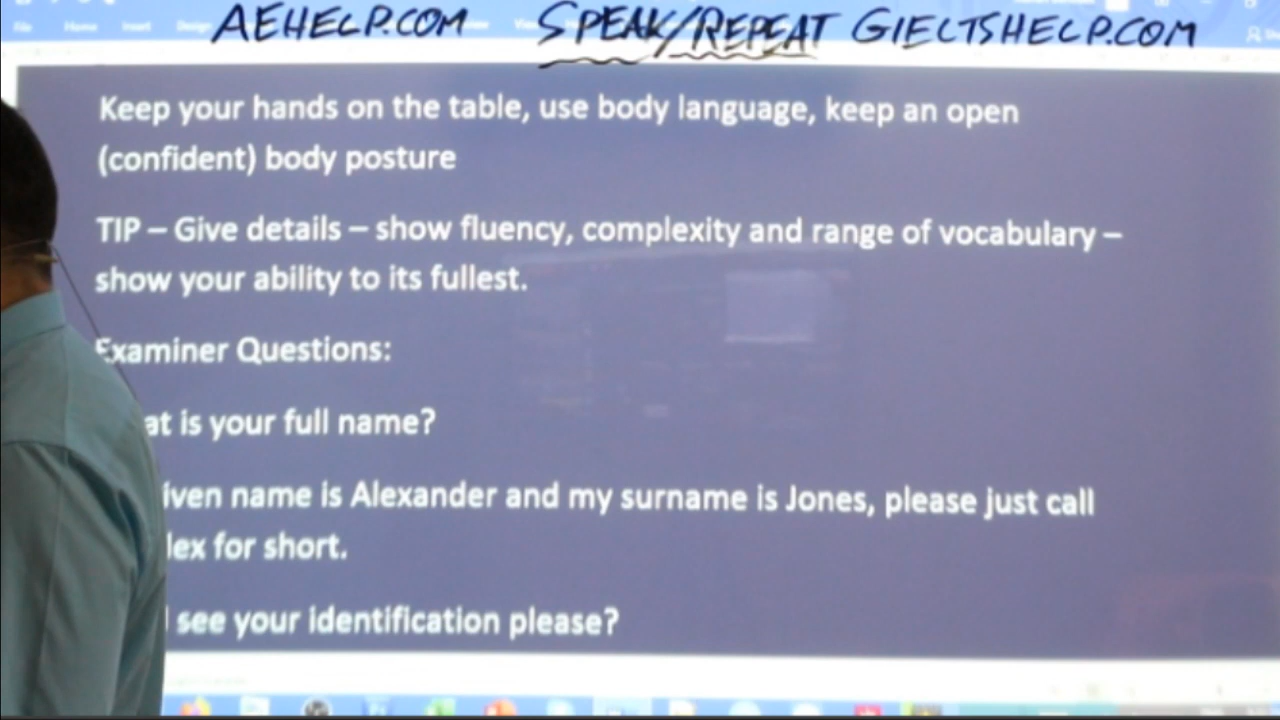 AEHELP.COM SPEAK/REPEAT GIELTSHELP.COM
Keep your hands on the table, use body language, keep an open
(confident) body posture
TIP – Give details – show fluency, complexity and range of vocabulary –
show your ability to its fullest.
Examiner Questions:
at is your full name?
iven name is Alexander and my surname is Jones, please just call
lex for short.
I see your identification please?